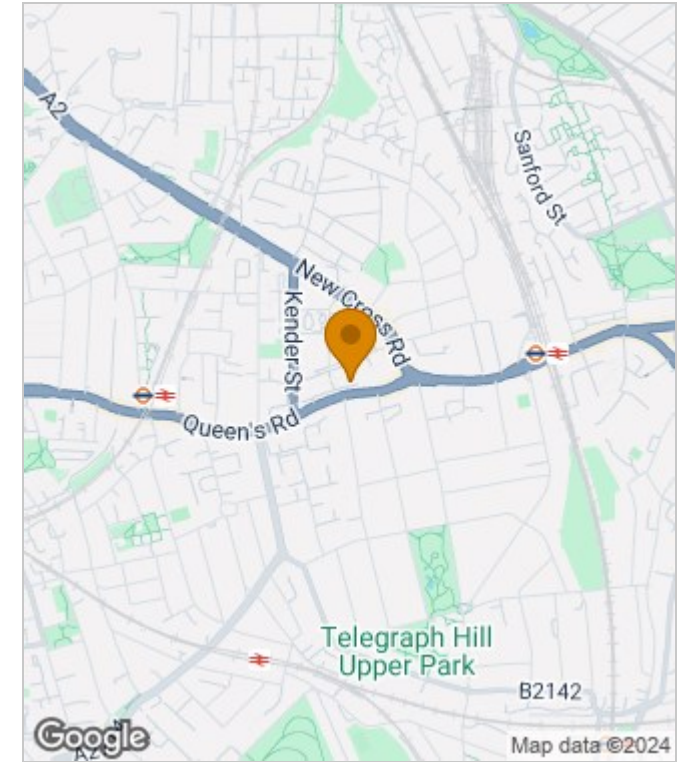 A2
Sanford St
New Cross Rd
Kender St
Queen's Rd
Telegraph Hill
Upper Park
B2142
Google
Map data ©2024